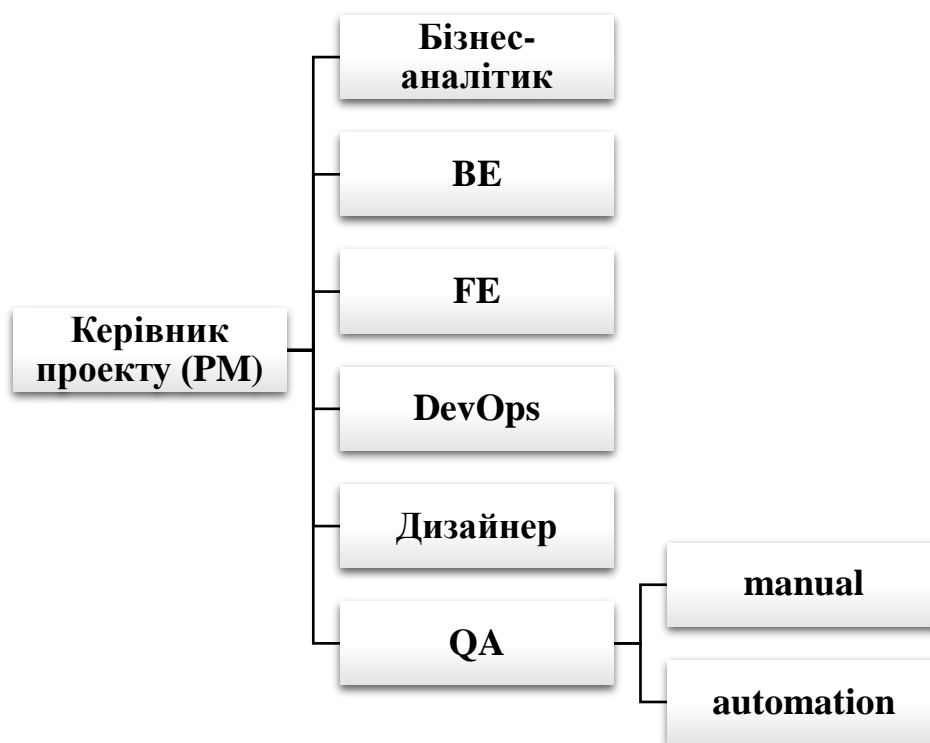 Бізнес-
аналітик
BE
FE
Керівник
проекту (PM)
DevOps
Дизайнер
QA
manual
automation